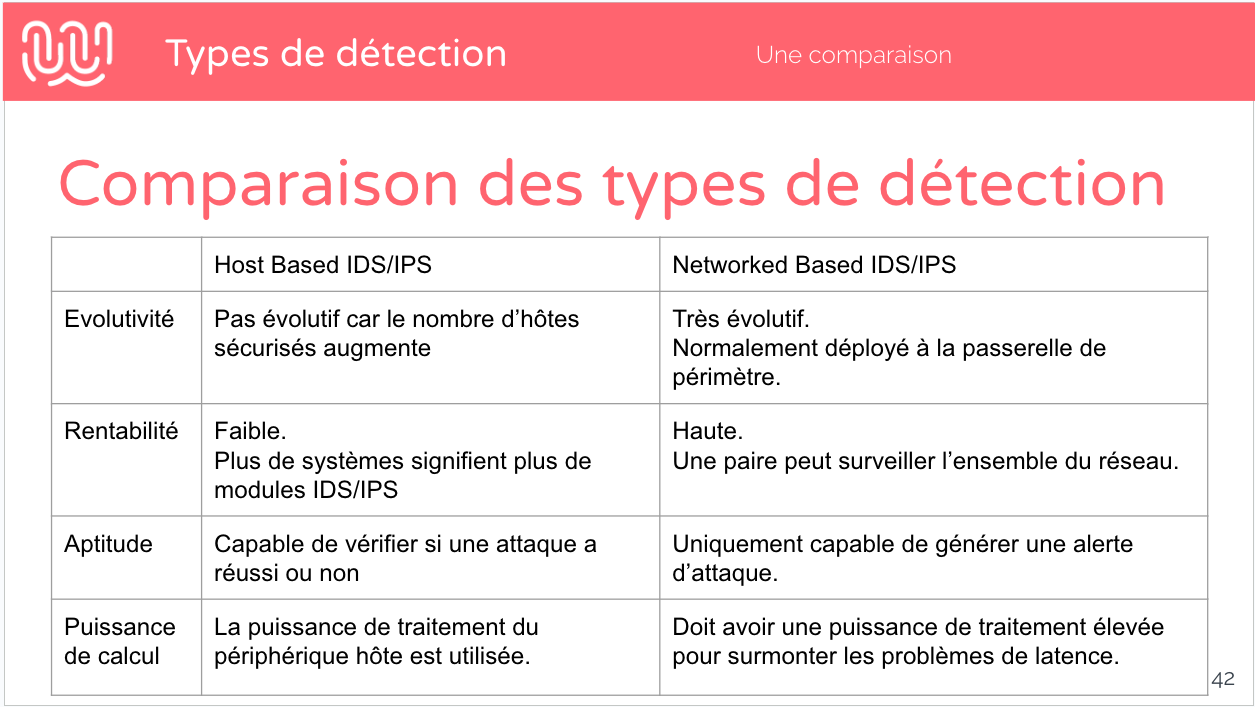 Types de détection
Une comparaison
Comparaison des types de détection
Host Based IDS/IPS
Networked Based IDS/IPS
Evolutivité
Pas évolutif car le nombre d’hôtes
sécurisés augmente
Très évolutif.
Normalement déployé à la passerelle de
périmètre.
Rentabilité
Faible.
Plus de systèmes signifient plus de
modules IDS/IPS
Haute.
Une paire peut surveiller l’ensemble du réseau.
Aptitude
Capable de vérifier si une attaque a
réussi ou non
Uniquement capable de générer une alerte
d’attaque.
Puissance
de calcul
La puissance de traitement du
périphérique hôte est utilisée.
Doit avoir une puissance de traitement élevée
pour surmonter les problèmes de latence.
42